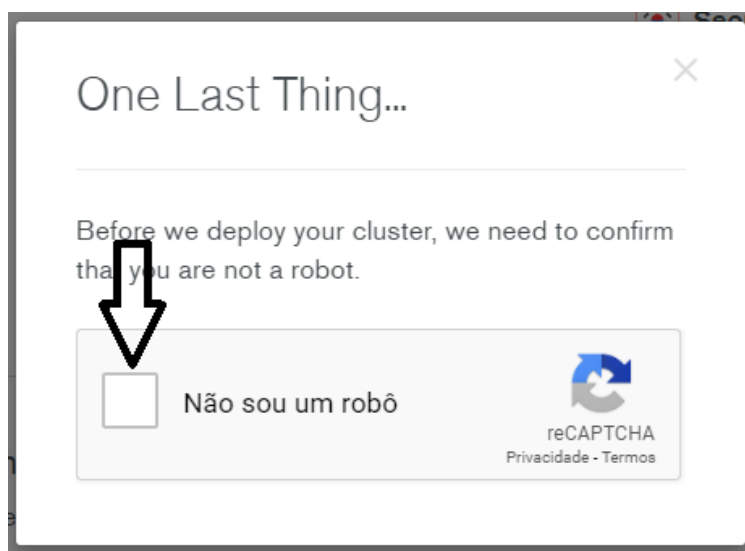 One Last Thing...
Before we deploy your cluster, we need to confirm
that you are not a robot.
Não sou um robô
reCAPTCHA
Privacidade - Termos